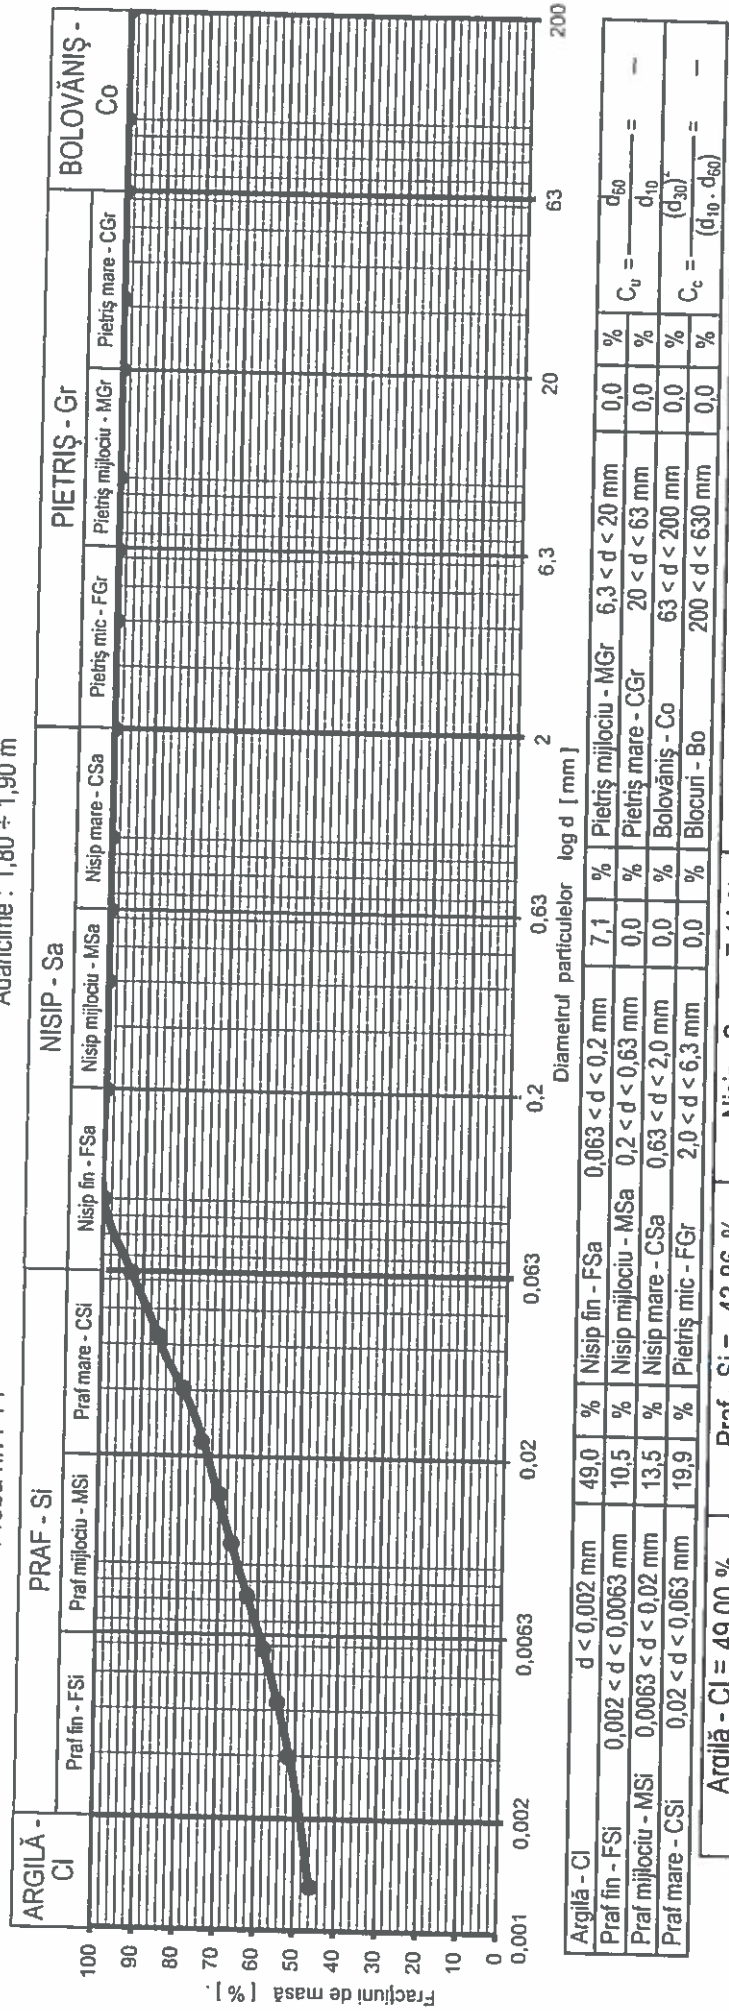 Adâncime : 1,80 ÷ 1,90 m
ARGILĂ - Cl
PRAF - Si
NISIP - Sa
PIETRIŞ - Gr
BOLOVĂNIŞ - Co
Praf fin - FSi
Praf mijlociu - MSi
Praf mare - CSi
Nisip fin - FSa
Nisip mijlociu - MSa
Nisip mare - CSa
Pietriş mic - FGr
Pietriş mijlociu - MGr
Pietriş mare - CGr
Fracţiuni de masă [ % ] .
100
90
80
70
60
50
40
30
20
10
0
0,001 0,002 0,0063 0,02 0,063 0,2 0,63 2 6,3 20 63 200
Diametrul particulelor log d [ mm ]
Argilă - Cl d < 0,002 mm 49,0 % Nisip fin - FSa 0,063 < d < 0,2 mm 7,1 % Pietriş mijlociu - MGr 6,3 < d < 20 mm 0,0 %
Praf fin - FSi 0,002 < d < 0,0063 mm 10,5 % Nisip mijlociu - MSa 0,2 < d < 0,63 mm 0,0 % Pietriş mare - CGr 20 < d < 63 mm 0,0 %
Praf mijlociu - MSi 0,0063 < d < 0,02 mm 13,5 % Nisip mare - CSa 0,63 < d < 2,0 mm 0,0 % Bolovăniş - Co 63 < d < 200 mm 0,0 %
Praf mare - CSi 0,02 < d < 0,063 mm 19,9 % Pietriş mic - FGr 2,0 < d < 6,3 mm 0,0 % Blocuri - Bo 200 < d < 630 mm 0,0 %
Cu = d60 / d10 = –
Cc = (d30)² / (d10 . d60) = –
Argilă - Cl = 49,00 % Praf - Si = 43,96 %